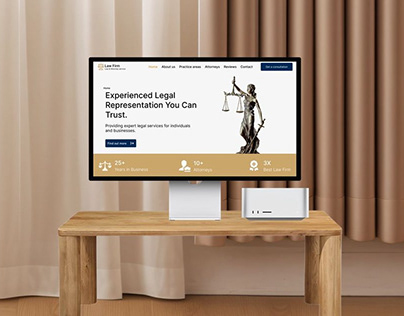 Law Firm
Home About us Practice areas Attorneys Reviews Contact
Get a consultation
Home
Experienced Legal
Representation You Can
Trust.
Providing expert legal services for individuals
and businesses.
Find out more
25+
Years in Business
10+
Attorneys
3X
Best Law Firm